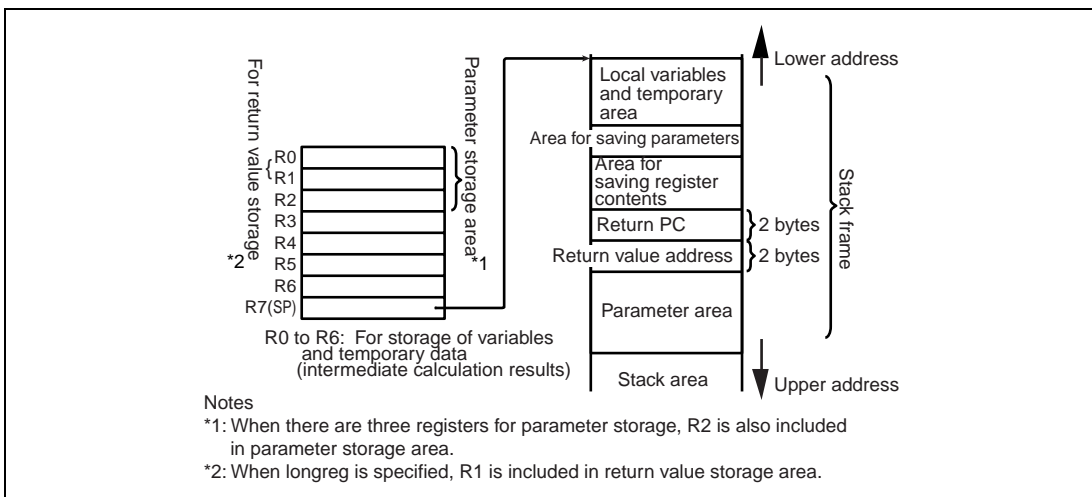 For return value storage
*2
R0
R1
R2
R3
R4
R5
R6
R7(SP)
Parameter storage area
*1
R0 to R6: For storage of variables
and temporary data
(intermediate calculation results)
Lower address
Local variables
and temporary
area
Area for saving parameters
Area for
saving register
contents
Return PC
2 bytes
Return value address
2 bytes
Parameter area
Stack area
Stack frame
Upper address
Notes
*1: When there are three registers for parameter storage, R2 is also included
in parameter storage area.
*2: When longreg is specified, R1 is included in return value storage area.